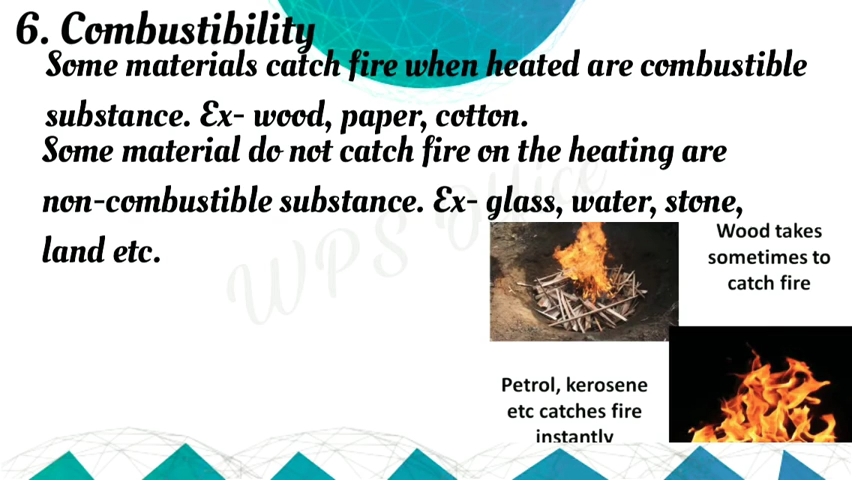 6. Combustibility
Some materials catch fire when heated are combustible
substance. Ex- wood, paper, cotton.
Some material do not catch fire on the heating are
non-combustible substance. Ex- glass, water, stone,
land etc.
WPS Office
Wood takes
sometimes to
catch fire
Petrol, kerosene
etc catches fire
instantly